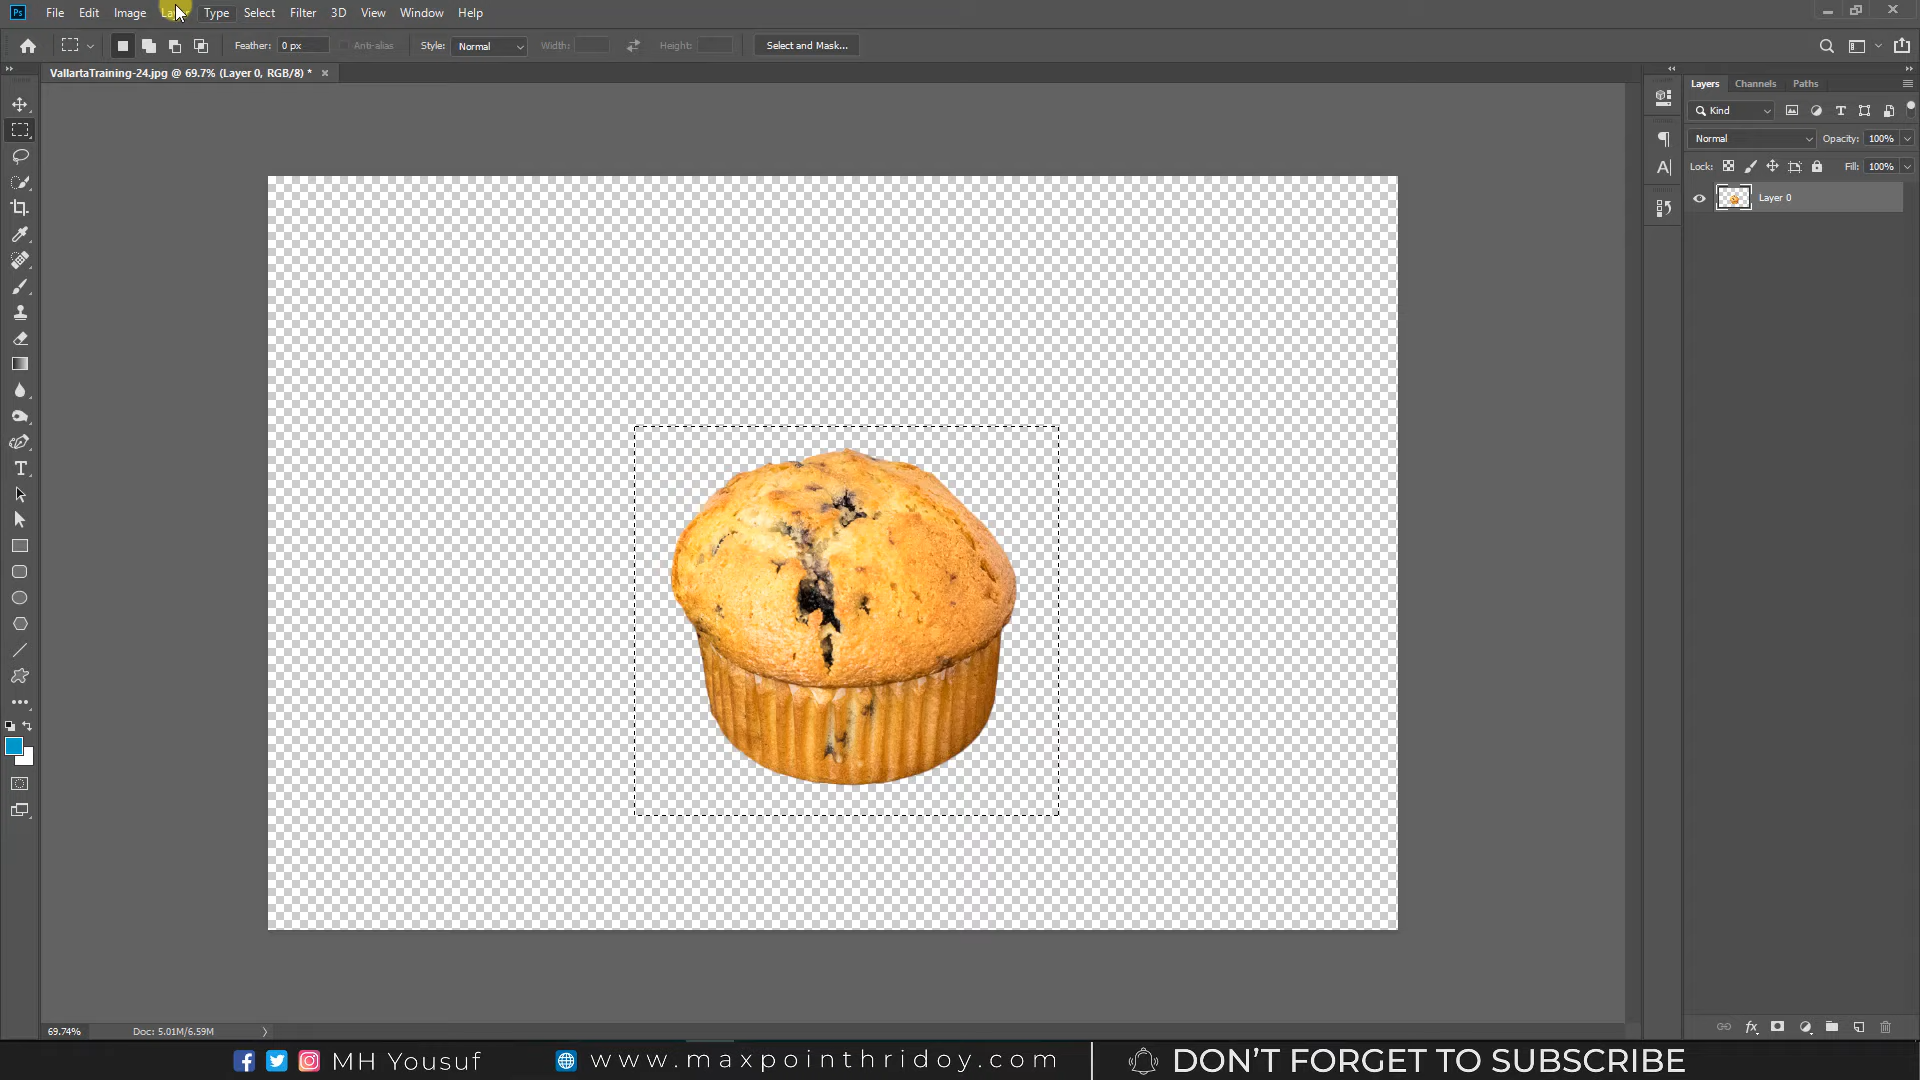 Ps File Edit Image Layer Type Select Filter 3D View Window Help
Feather: 0 px Anti-alias Style: Normal Width: Height: Select and Mask...
VallartaTraining-24.jpg @ 69.7% (Layer 0, RGB/8) *
Layers Channels Paths
Kind
Normal Opacity: 100%
Lock: Fill: 100%
Layer 0
69.74% Doc: 5.01M/6.59M
MH Yousuf www.maxpointhridoy.com DON'T FORGET TO SUBSCRIBE